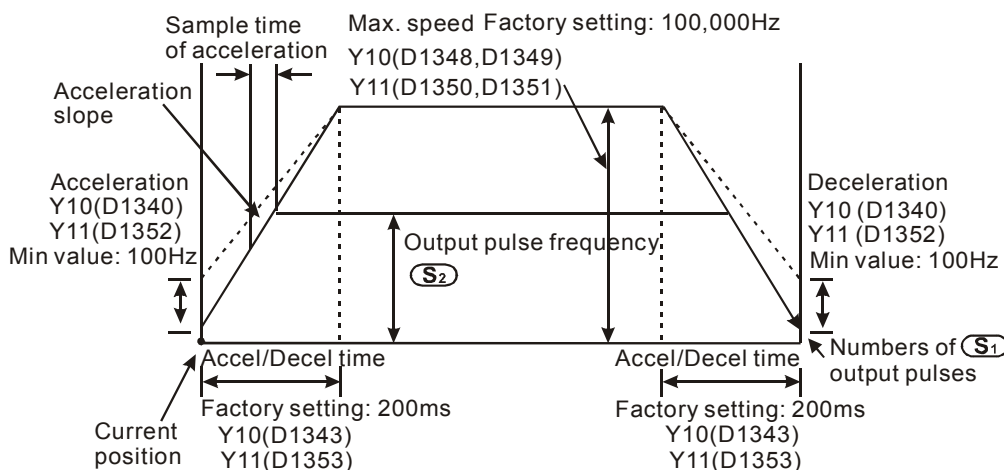 Sample time
of acceleration
Max. speed Factory setting: 100,000Hz
Y10(D1348,D1349)
Y11(D1350,D1351)
Acceleration
slope
Acceleration
Y10(D1340)
Y11(D1352)
Min value: 100Hz
Deceleration
Y10 (D1340)
Y11 (D1352)
Min value: 100Hz
Output pulse frequency
S2
Accel/Decel time
Accel/Decel time
Numbers of S1
output pulses
Current
position
Factory setting: 200ms
Y10(D1343)
Y11(D1353)
Factory setting: 200ms
Y10(D1343)
Y11(D1353)